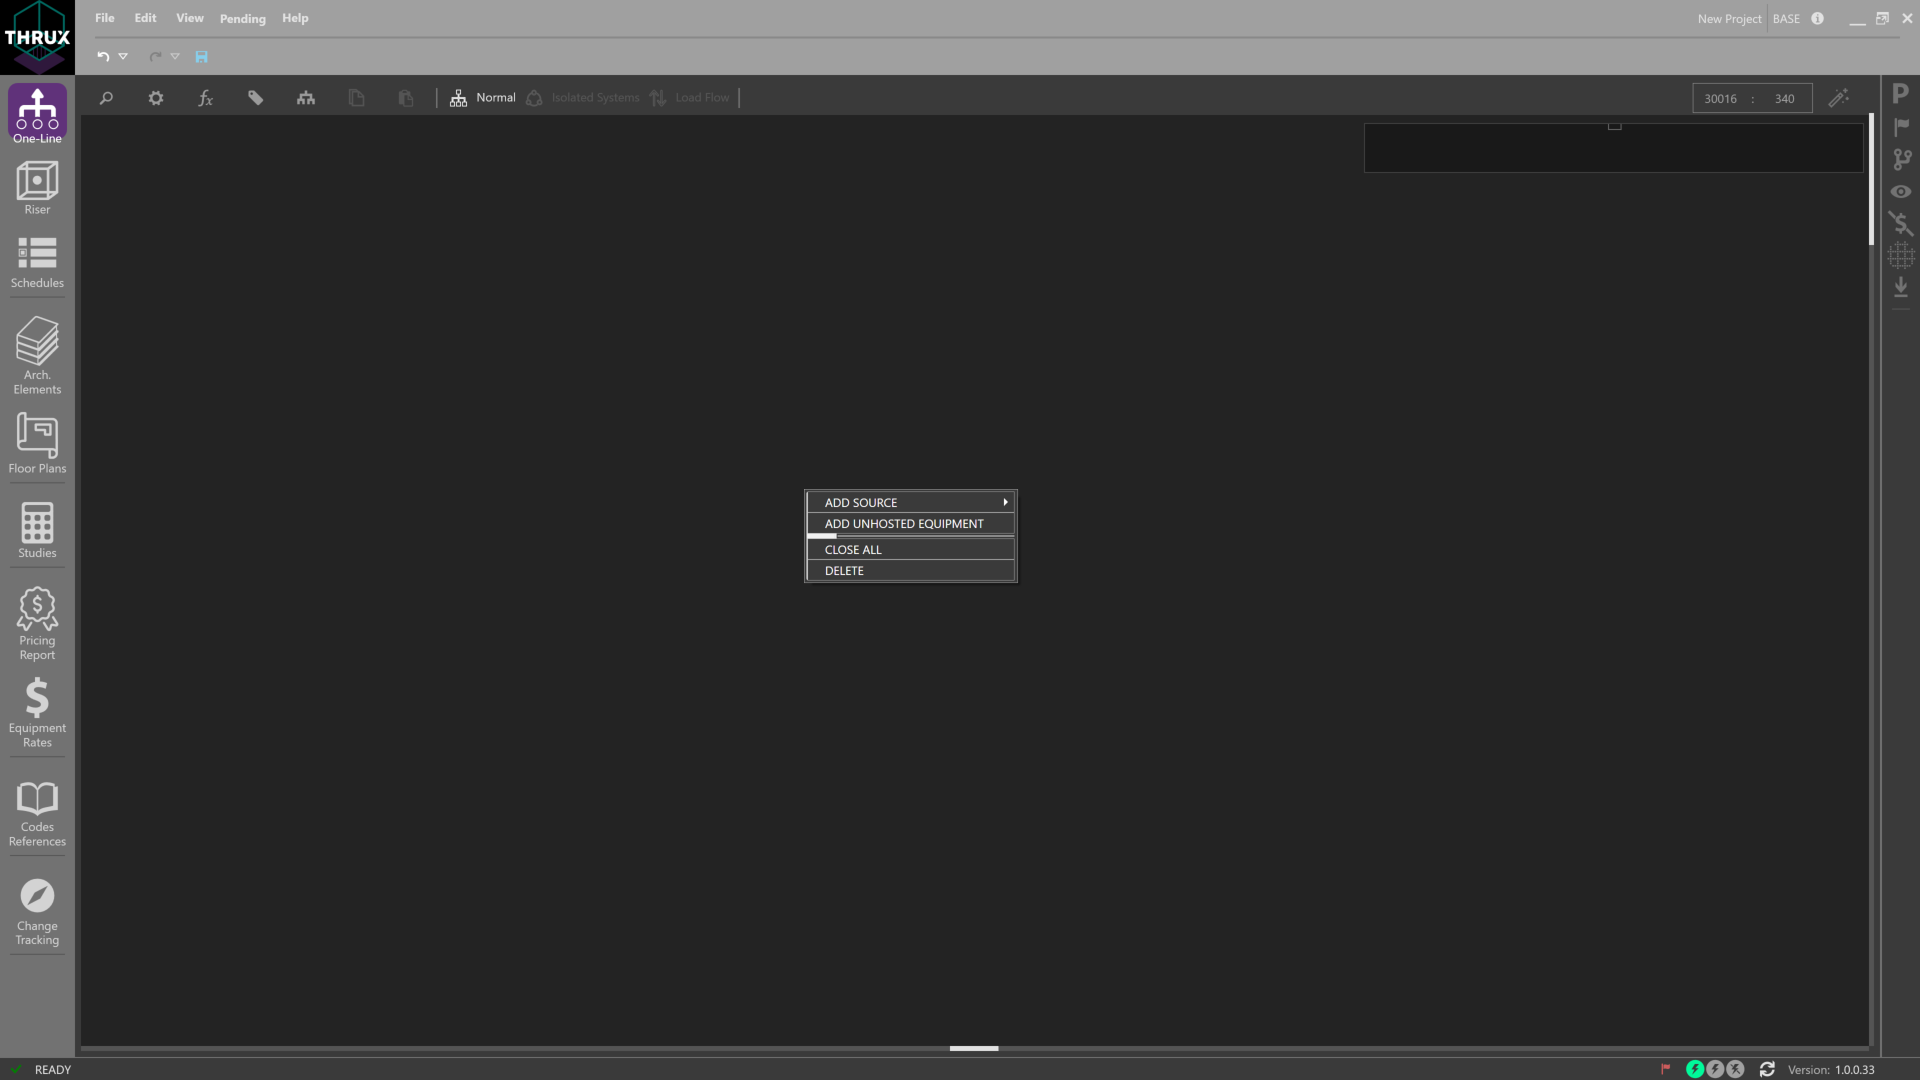 THRUX
File Edit View Pending Help
New Project BASE
One-Line
Normal Isolated Systems Load Flow
30016 : 340
Riser
Schedules
Arch.
Elements
Floor Plans
Studies
Pricing
Report
Equipment
Rates
Codes
References
Change
Tracking
ADD SOURCE
ADD UNHOSTED EQUIPMENT
CLOSE ALL
DELETE
READY
Version: 1.0.0.33